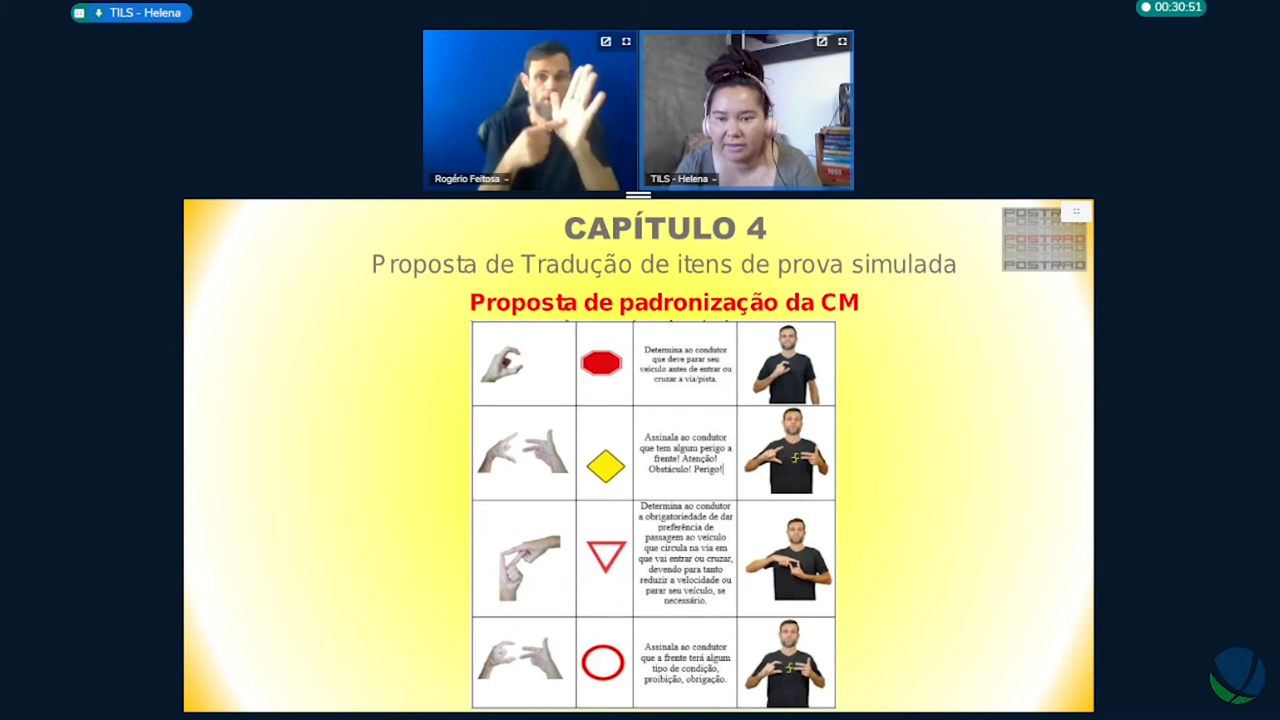 TILS - Helena
00:30:51
Rogério Feitosa
TILS - Helena
CAPÍTULO 4
Proposta de Tradução de itens de prova simulada
Proposta de padronização da CM
POSTRAD
POSTRAD
Determina ao condutor
que deve parar seu
veículo antes de entrar ou
cruzar a via/pista.
Assinala ao condutor
que tem algum perigo a
frente! Atenção!
Obstáculo! Perigo!
Determina ao condutor
a obrigatoriedade de dar
preferência de
passagem ao veículo
que circula na via em
que vai entrar ou cruzar,
devendo para tanto
reduzir a velocidade ou
parar seu veículo, se
necessário.
Assinala ao condutor
que a frente terá algum
tipo de condição,
proibição, obrigação.